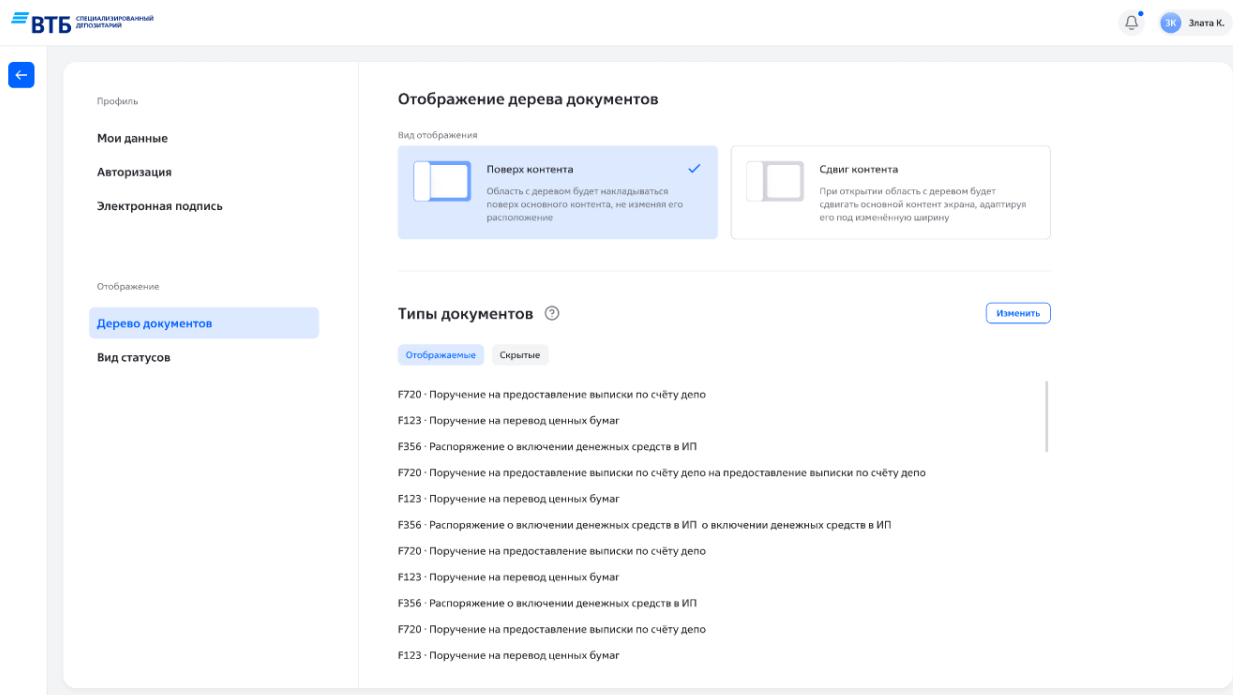 ВТБ СПЕЦИАЛИЗИРОВАННЫЙ
ДЕПОЗИТАРИЙ
ЗК Злата К.
Профиль
Мои данные
Авторизация
Электронная подпись
Отображение
Дерево документов
Вид статусов
Отображение дерева документов
Вид отображения
Поверх контента
Область с деревом будет накладываться
поверх основного контента, не изменяя его
расположение
Сдвиг контента
При открытии область с деревом будет
сдвигать основной контент экрана, адаптируя
его под изменённую ширину
Типы документов ?
Изменить
Отображаемые Скрытые
F720 · Поручение на предоставление выписки по счёту депо
F123 · Поручение на перевод ценных бумаг
F356 · Распоряжение о включении денежных средств в ИП
F720 · Поручение на предоставление выписки по счёту депо на предоставление выписки по счёту депо
F123 · Поручение на перевод ценных бумаг
F356 · Распоряжение о включении денежных средств в ИП о включении денежных средств в ИП
F720 · Поручение на предоставление выписки по счёту депо
F123 · Поручение на перевод ценных бумаг
F356 · Распоряжение о включении денежных средств в ИП
F720 · Поручение на предоставление выписки по счёту депо
F123 · Поручение на перевод ценных бумаг